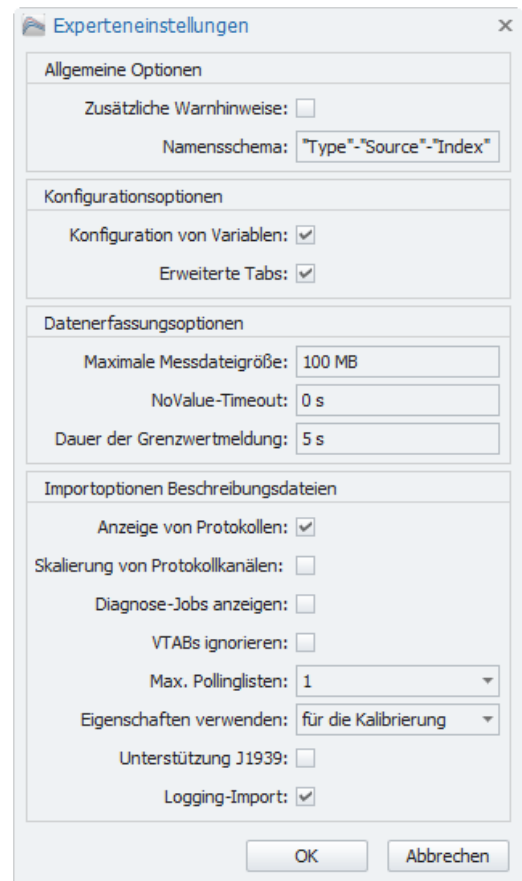 Experteneinstellungen
Allgemeine Optionen
Zusätzliche Warnhinweise:
Namensschema: "Type"-"Source"-"Index"
Konfigurationsoptionen
Konfiguration von Variablen:
Erweiterte Tabs:
Datenerfassungsoptionen
Maximale Messdateigröße: 100 MB
NoValue-Timeout: 0 s
Dauer der Grenzwertmeldung: 5 s
Importoptionen Beschreibungsdateien
Anzeige von Protokollen:
Skalierung von Protokollkanälen:
Diagnose-Jobs anzeigen:
VTABs ignorieren:
Max. Pollinglisten: 1
Eigenschaften verwenden: für die Kalibrierung
Unterstützung J1939:
Logging-Import:
OK Abbrechen